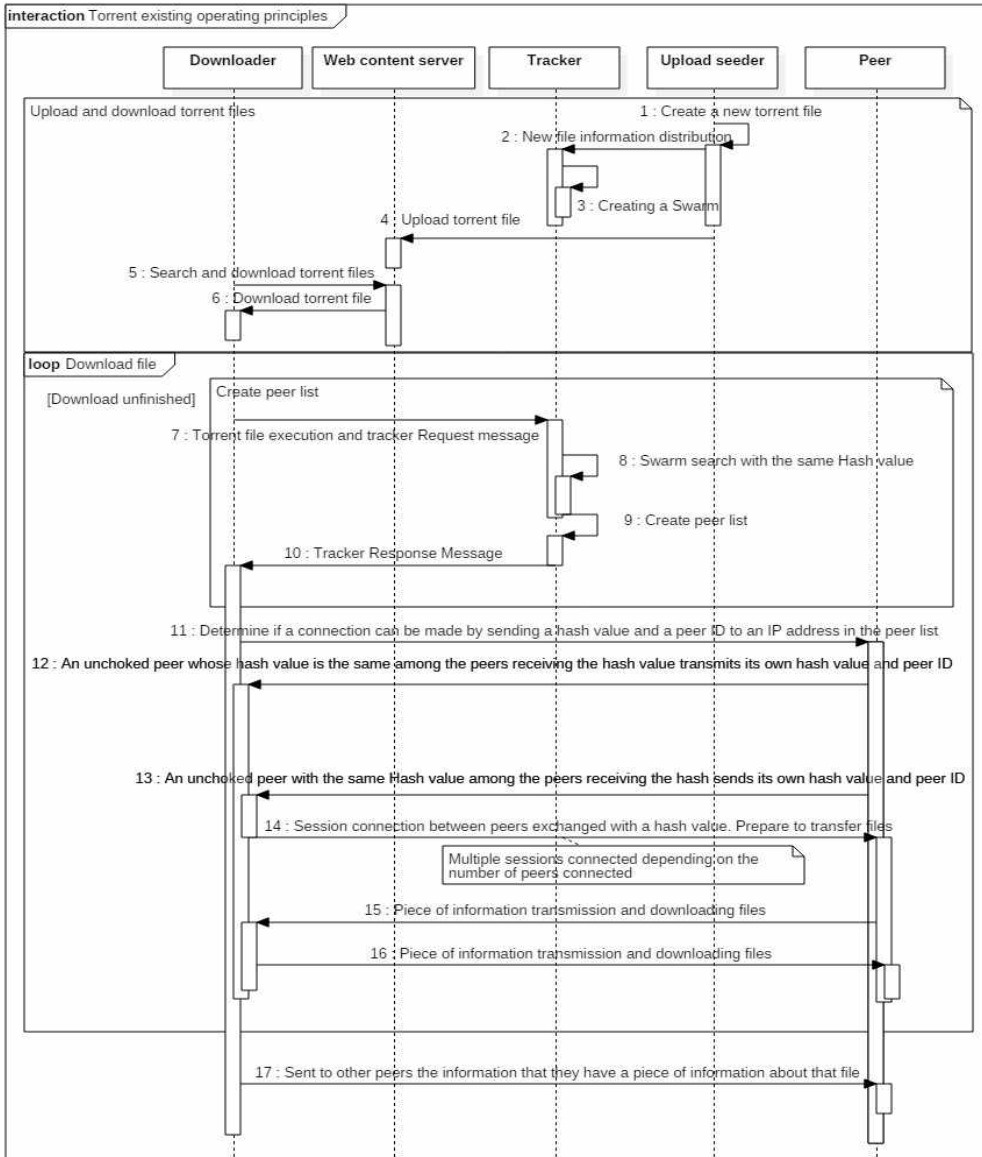 interaction Torrent existing operating principles
Downloader
Web content server
Tracker
Upload seeder
Peer
Upload and download torrent files
1 : Create a new torrent file
2 : New file information distribution
3 : Creating a Swarm
4 : Upload torrent file
5 : Search and download torrent files
6 : Download torrent file
loop Download file
[Download unfinished]
Create peer list
7 : Torrent file execution and tracker Request message
8 : Swarm search with the same Hash value
9 : Create peer list
10 : Tracker Response Message
11 : Determine if a connection can be made by sending a hash value and a peer ID to an IP address in the peer list
12 : An unchoked peer whose hash value is the same among the peers receiving the hash value transmits its own hash value and peer ID
13 : An unchoked peer with the same Hash value among the peers receiving the hash sends its own hash value and peer ID
14 : Session connection between peers exchanged with a hash value. Prepare to transfer files
Multiple sessions connected depending on the
number of peers connected
15 : Piece of information transmission and downloading files
16 : Piece of information transmission and downloading files
17 : Sent to other peers the information that they have a piece of information about that file